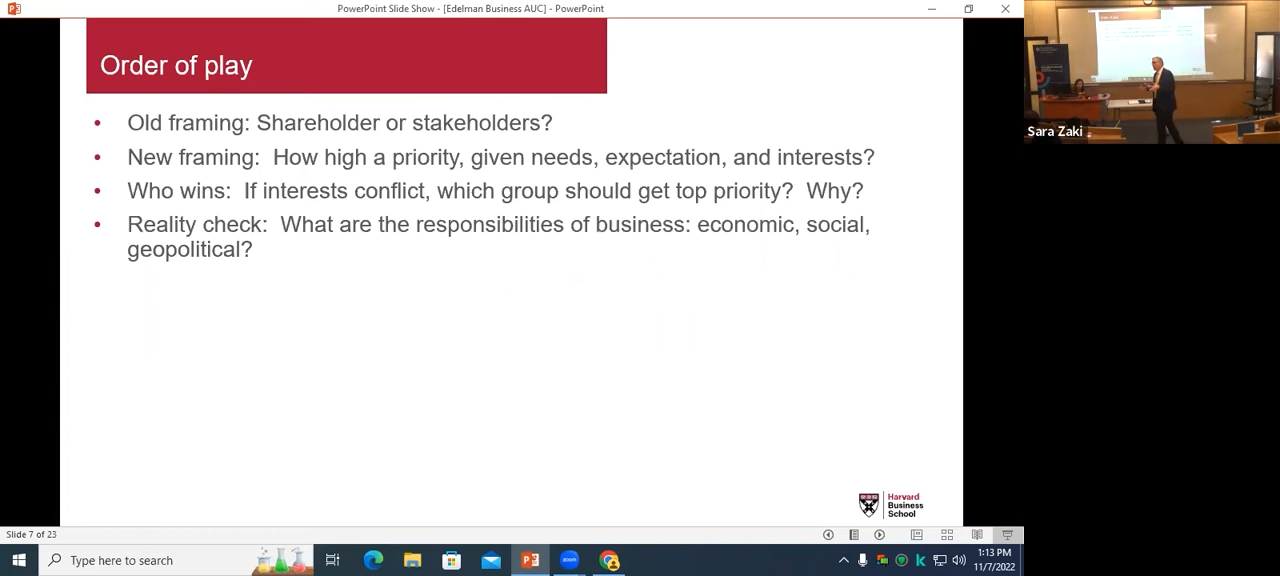 PowerPoint Slide Show - [Edelman Business AUC] - PowerPoint
Order of play
• Old framing: Shareholder or stakeholders?
• New framing:  How high a priority, given needs, expectation, and interests?
• Who wins:  If interests conflict, which group should get top priority?  Why?
• Reality check:  What are the responsibilities of business: economic, social,
geopolitical?
Sara Zaki
Harvard
Business
School
Slide 7 of 23
Type here to search
1:13 PM
11/7/2022